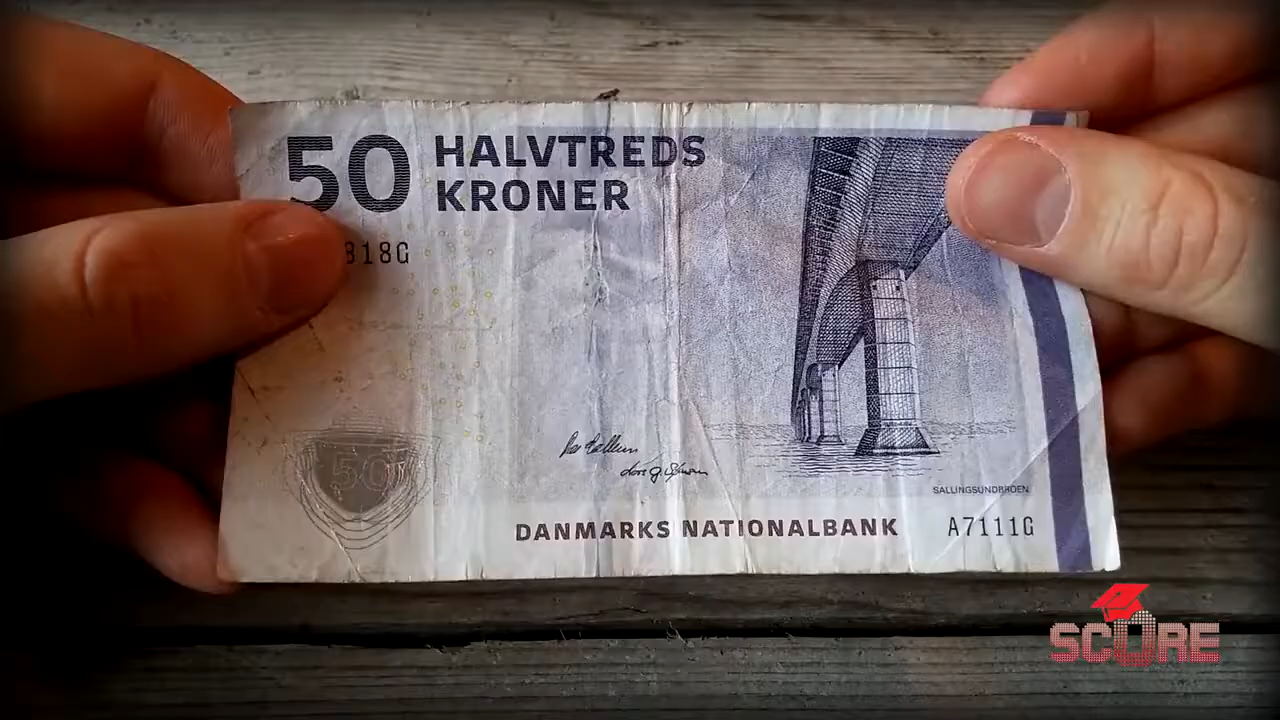 50 HALVTREDS
KRONER
818G
50
SALLINGSUNDBROEN
DANMARKS NATIONALBANK
A7111G
SCORE